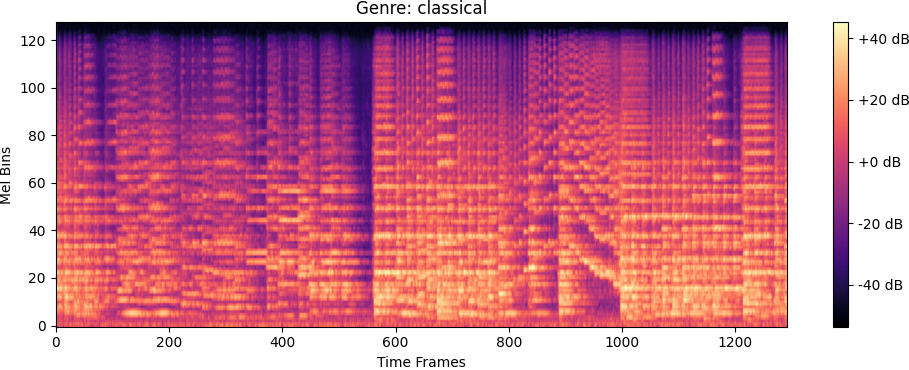 Genre: classical
120
100
80
60
40
20
0
Mel Bins
0 200 400 600 800 1000 1200
Time Frames
+40 dB
+20 dB
+0 dB
-20 dB
-40 dB